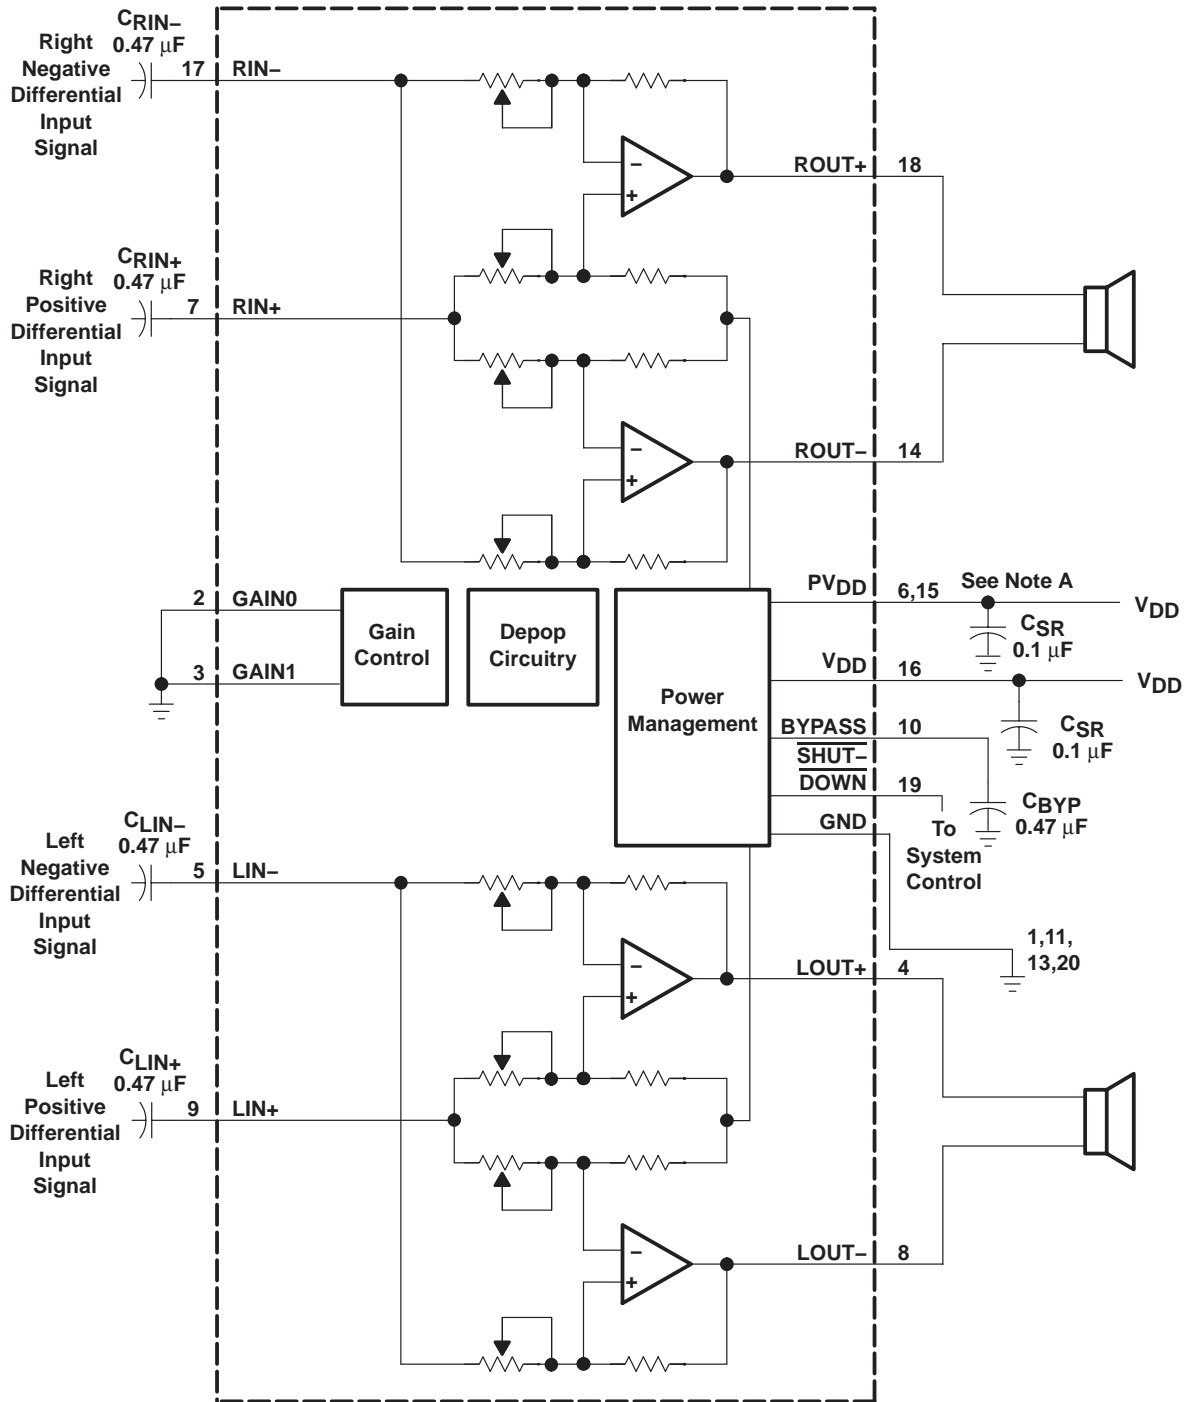 CRIN–
0.47 μF
Right
Negative
Differential
Input
Signal
17
RIN–
–
+
ROUT+
18
CRIN+
0.47 μF
Right
Positive
Differential
Input
Signal
7
RIN+
–
+
ROUT–
14
2
GAIN0
3
GAIN1
Gain
Control
Depop
Circuitry
Power
Management
PVDD
6,15
See Note A
VDD
CSR
0.1 μF
VDD
16
VDD
CSR
0.1 μF
BYPASS
10
SHUT–
DOWN
19
CBYP
0.47 μF
To
System
Control
GND
1,11,
13,20
CLIN–
0.47 μF
Left
Negative
Differential
Input
Signal
5
LIN–
–
+
LOUT+
4
CLIN+
0.47 μF
Left
Positive
Differential
Input
Signal
9
LIN+
–
+
LOUT–
8